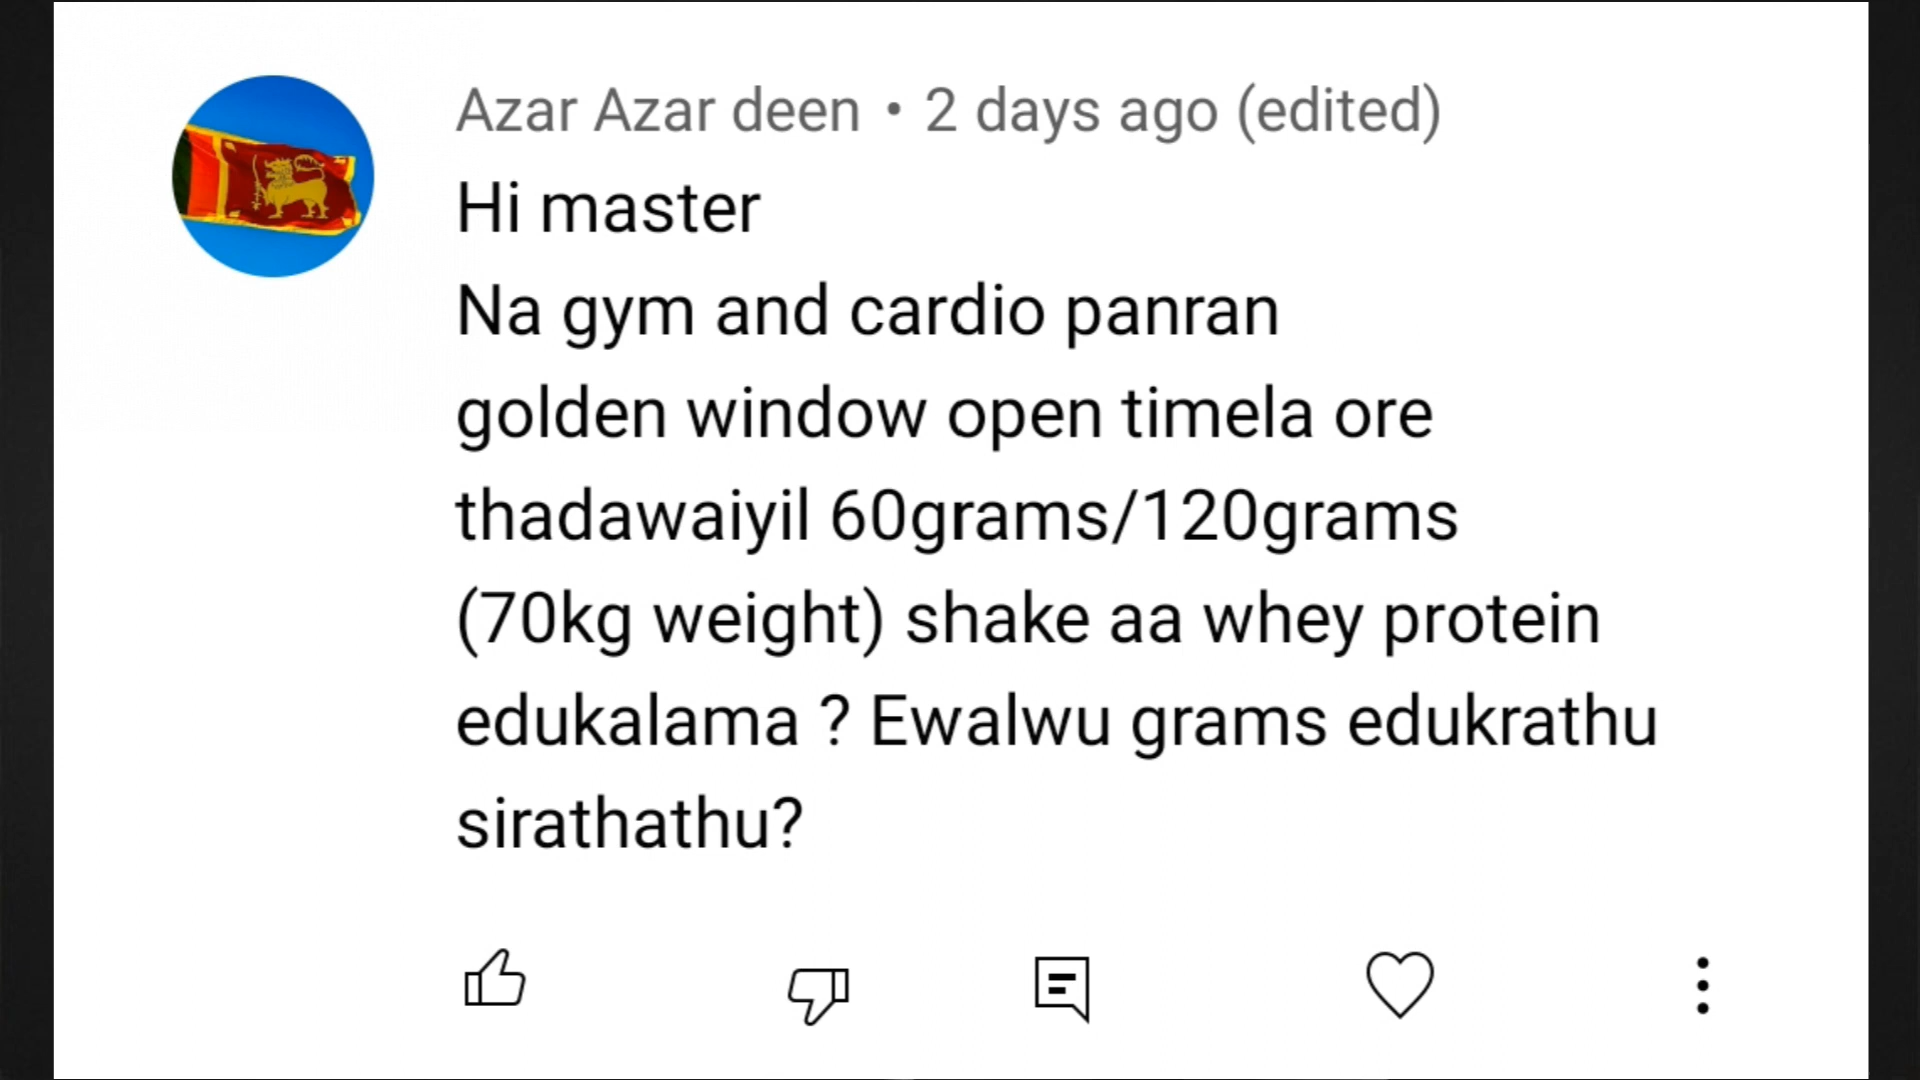 Azar Azar deen • 2 days ago (edited)
Hi master
Na gym and cardio panran
golden window open timela ore
thadawaiyil 60grams/120grams
(70kg weight) shake aa whey protein
edukalama ? Ewalwu grams edukrathu
sirathathu?